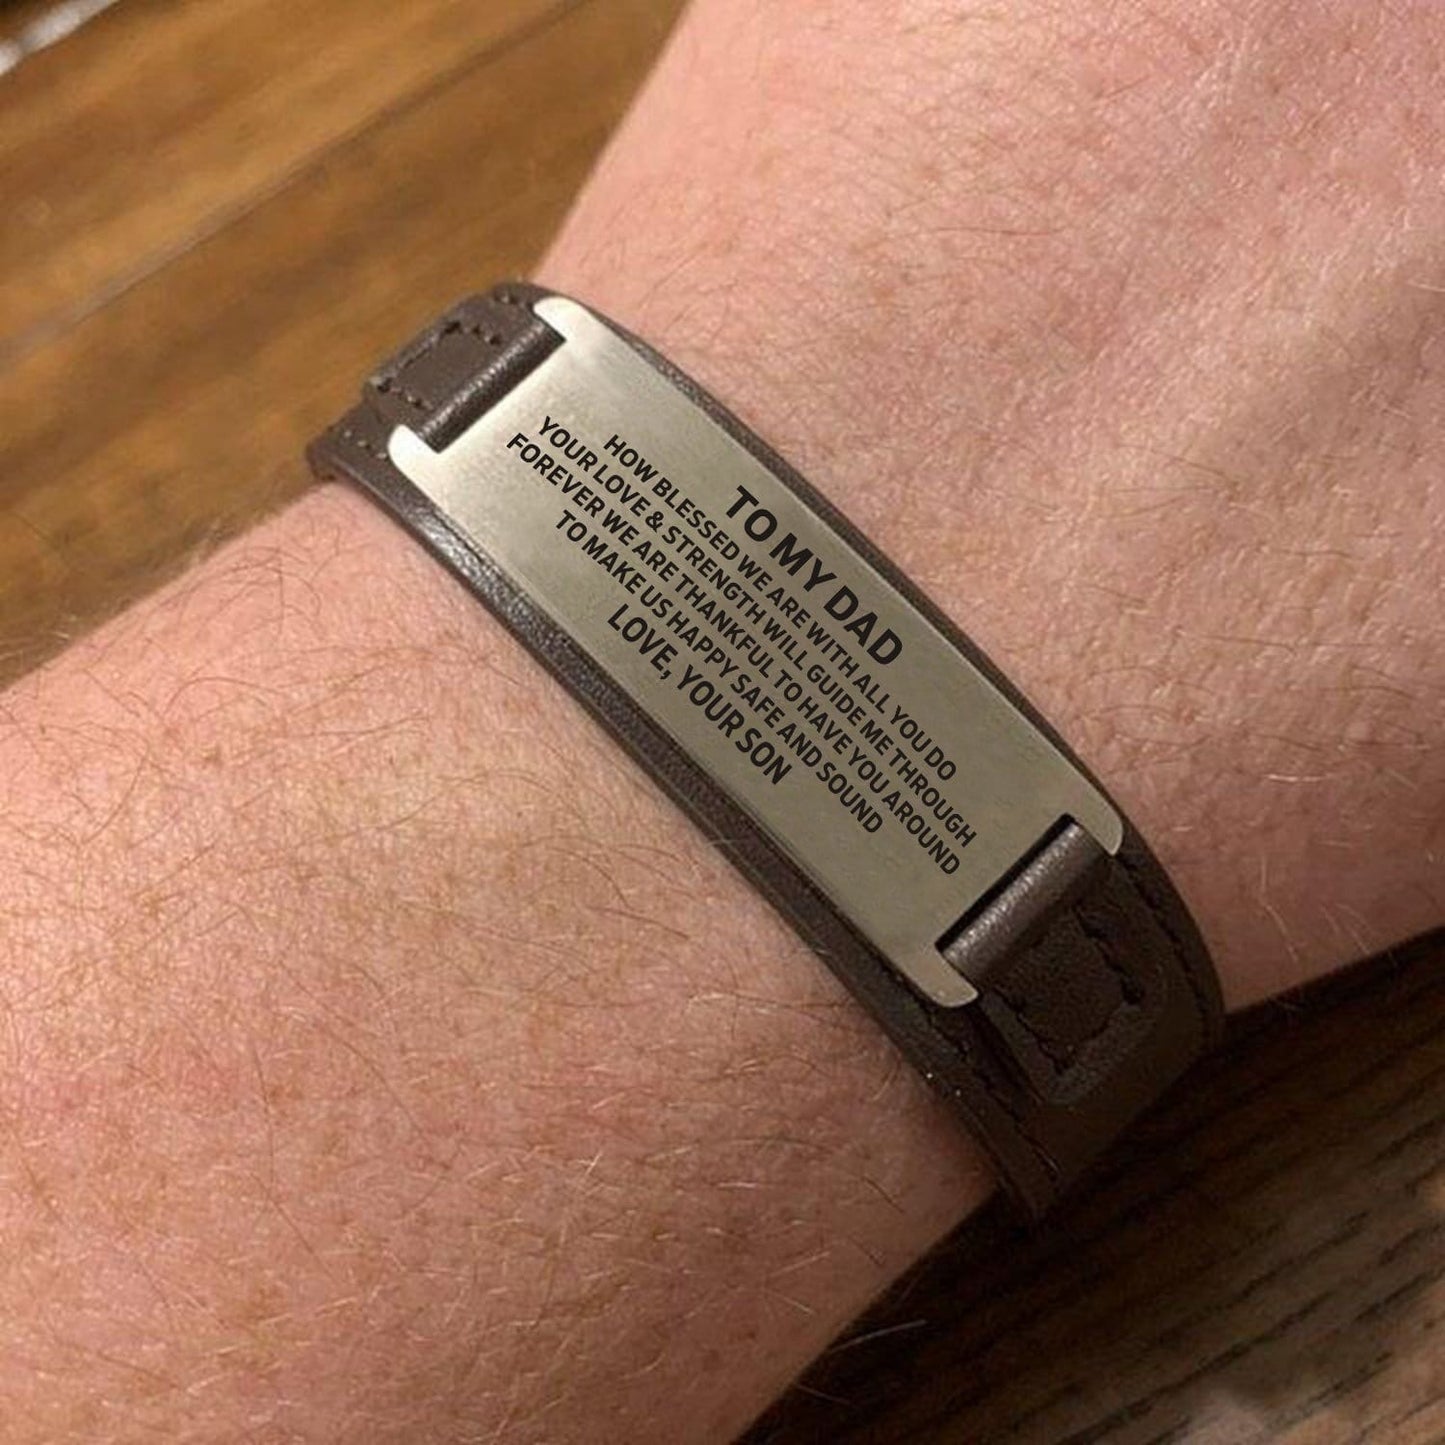 TO MY DAD
HOW BLESSED WE ARE WITH ALL YOU DO
YOUR LOVE & STRENGTH WILL GUIDE ME THROUGH
FOREVER WE ARE THANKFUL TO HAVE YOU AROUND
TO MAKE US HAPPY SAFE AND SOUND
LOVE, YOUR SON